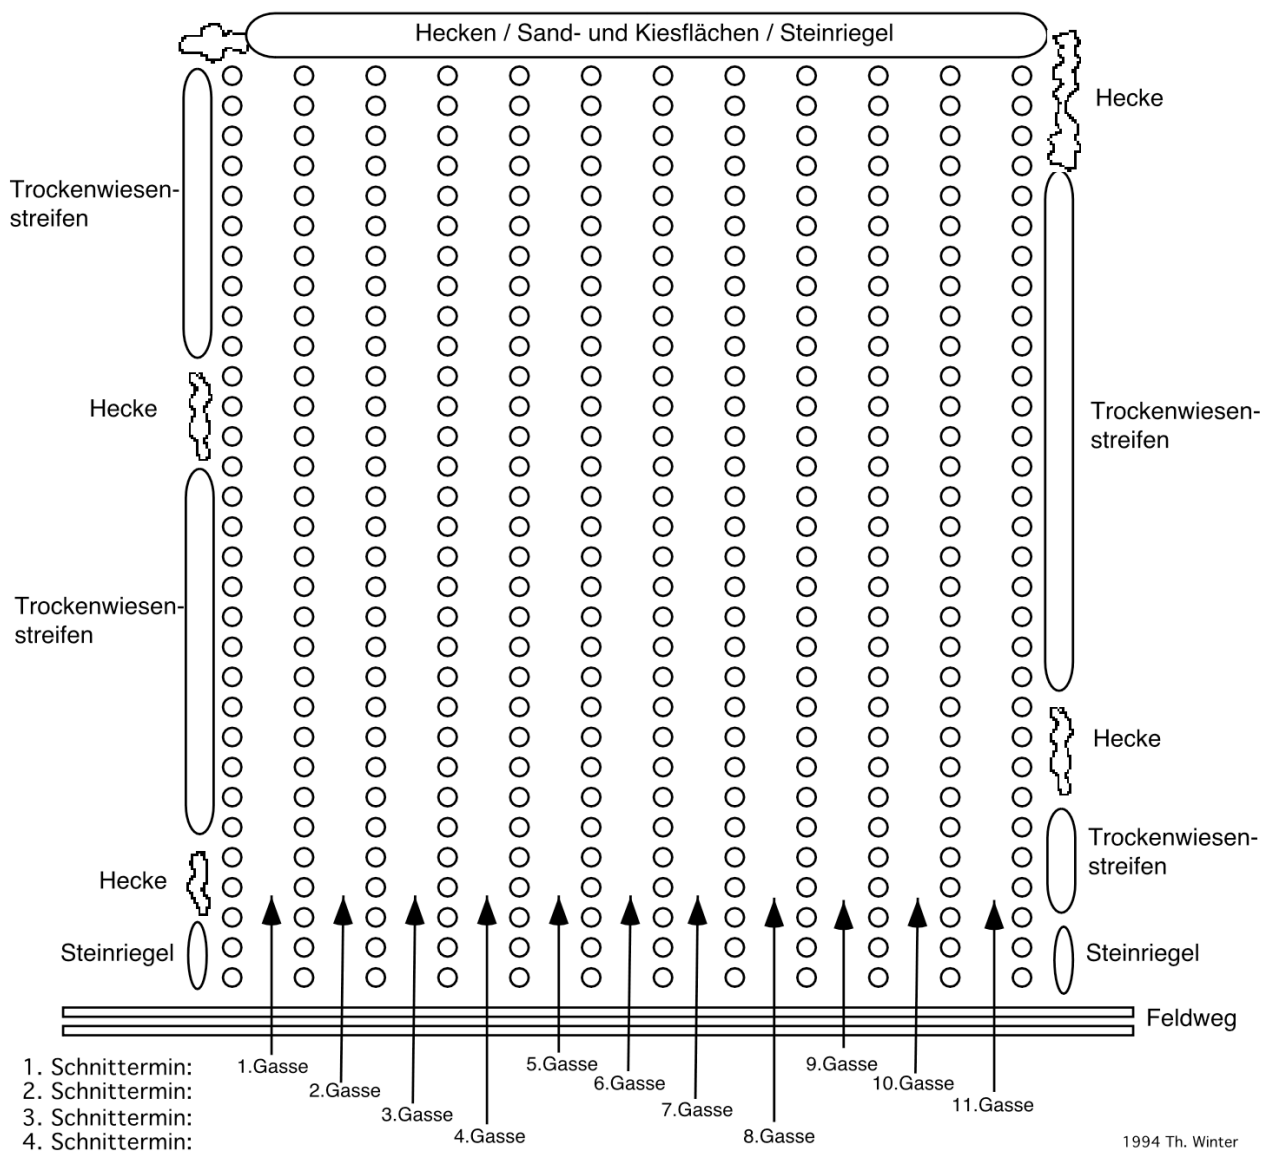 Hecken / Sand- und Kiesflächen / Steinriegel
Hecke
Trockenwiesen-
streifen
Hecke
Trockenwiesen-
streifen
Trockenwiesen-
streifen
Hecke
Trockenwiesen-
streifen
Hecke
Steinriegel
Steinriegel
Feldweg
1. Schnittermin:
2. Schnittermin:
3. Schnittermin:
4. Schnittermin:
1.Gasse
2.Gasse
3.Gasse
4.Gasse
5.Gasse
6.Gasse
7.Gasse
8.Gasse
9.Gasse
10.Gasse
11.Gasse
1994 Th. Winter